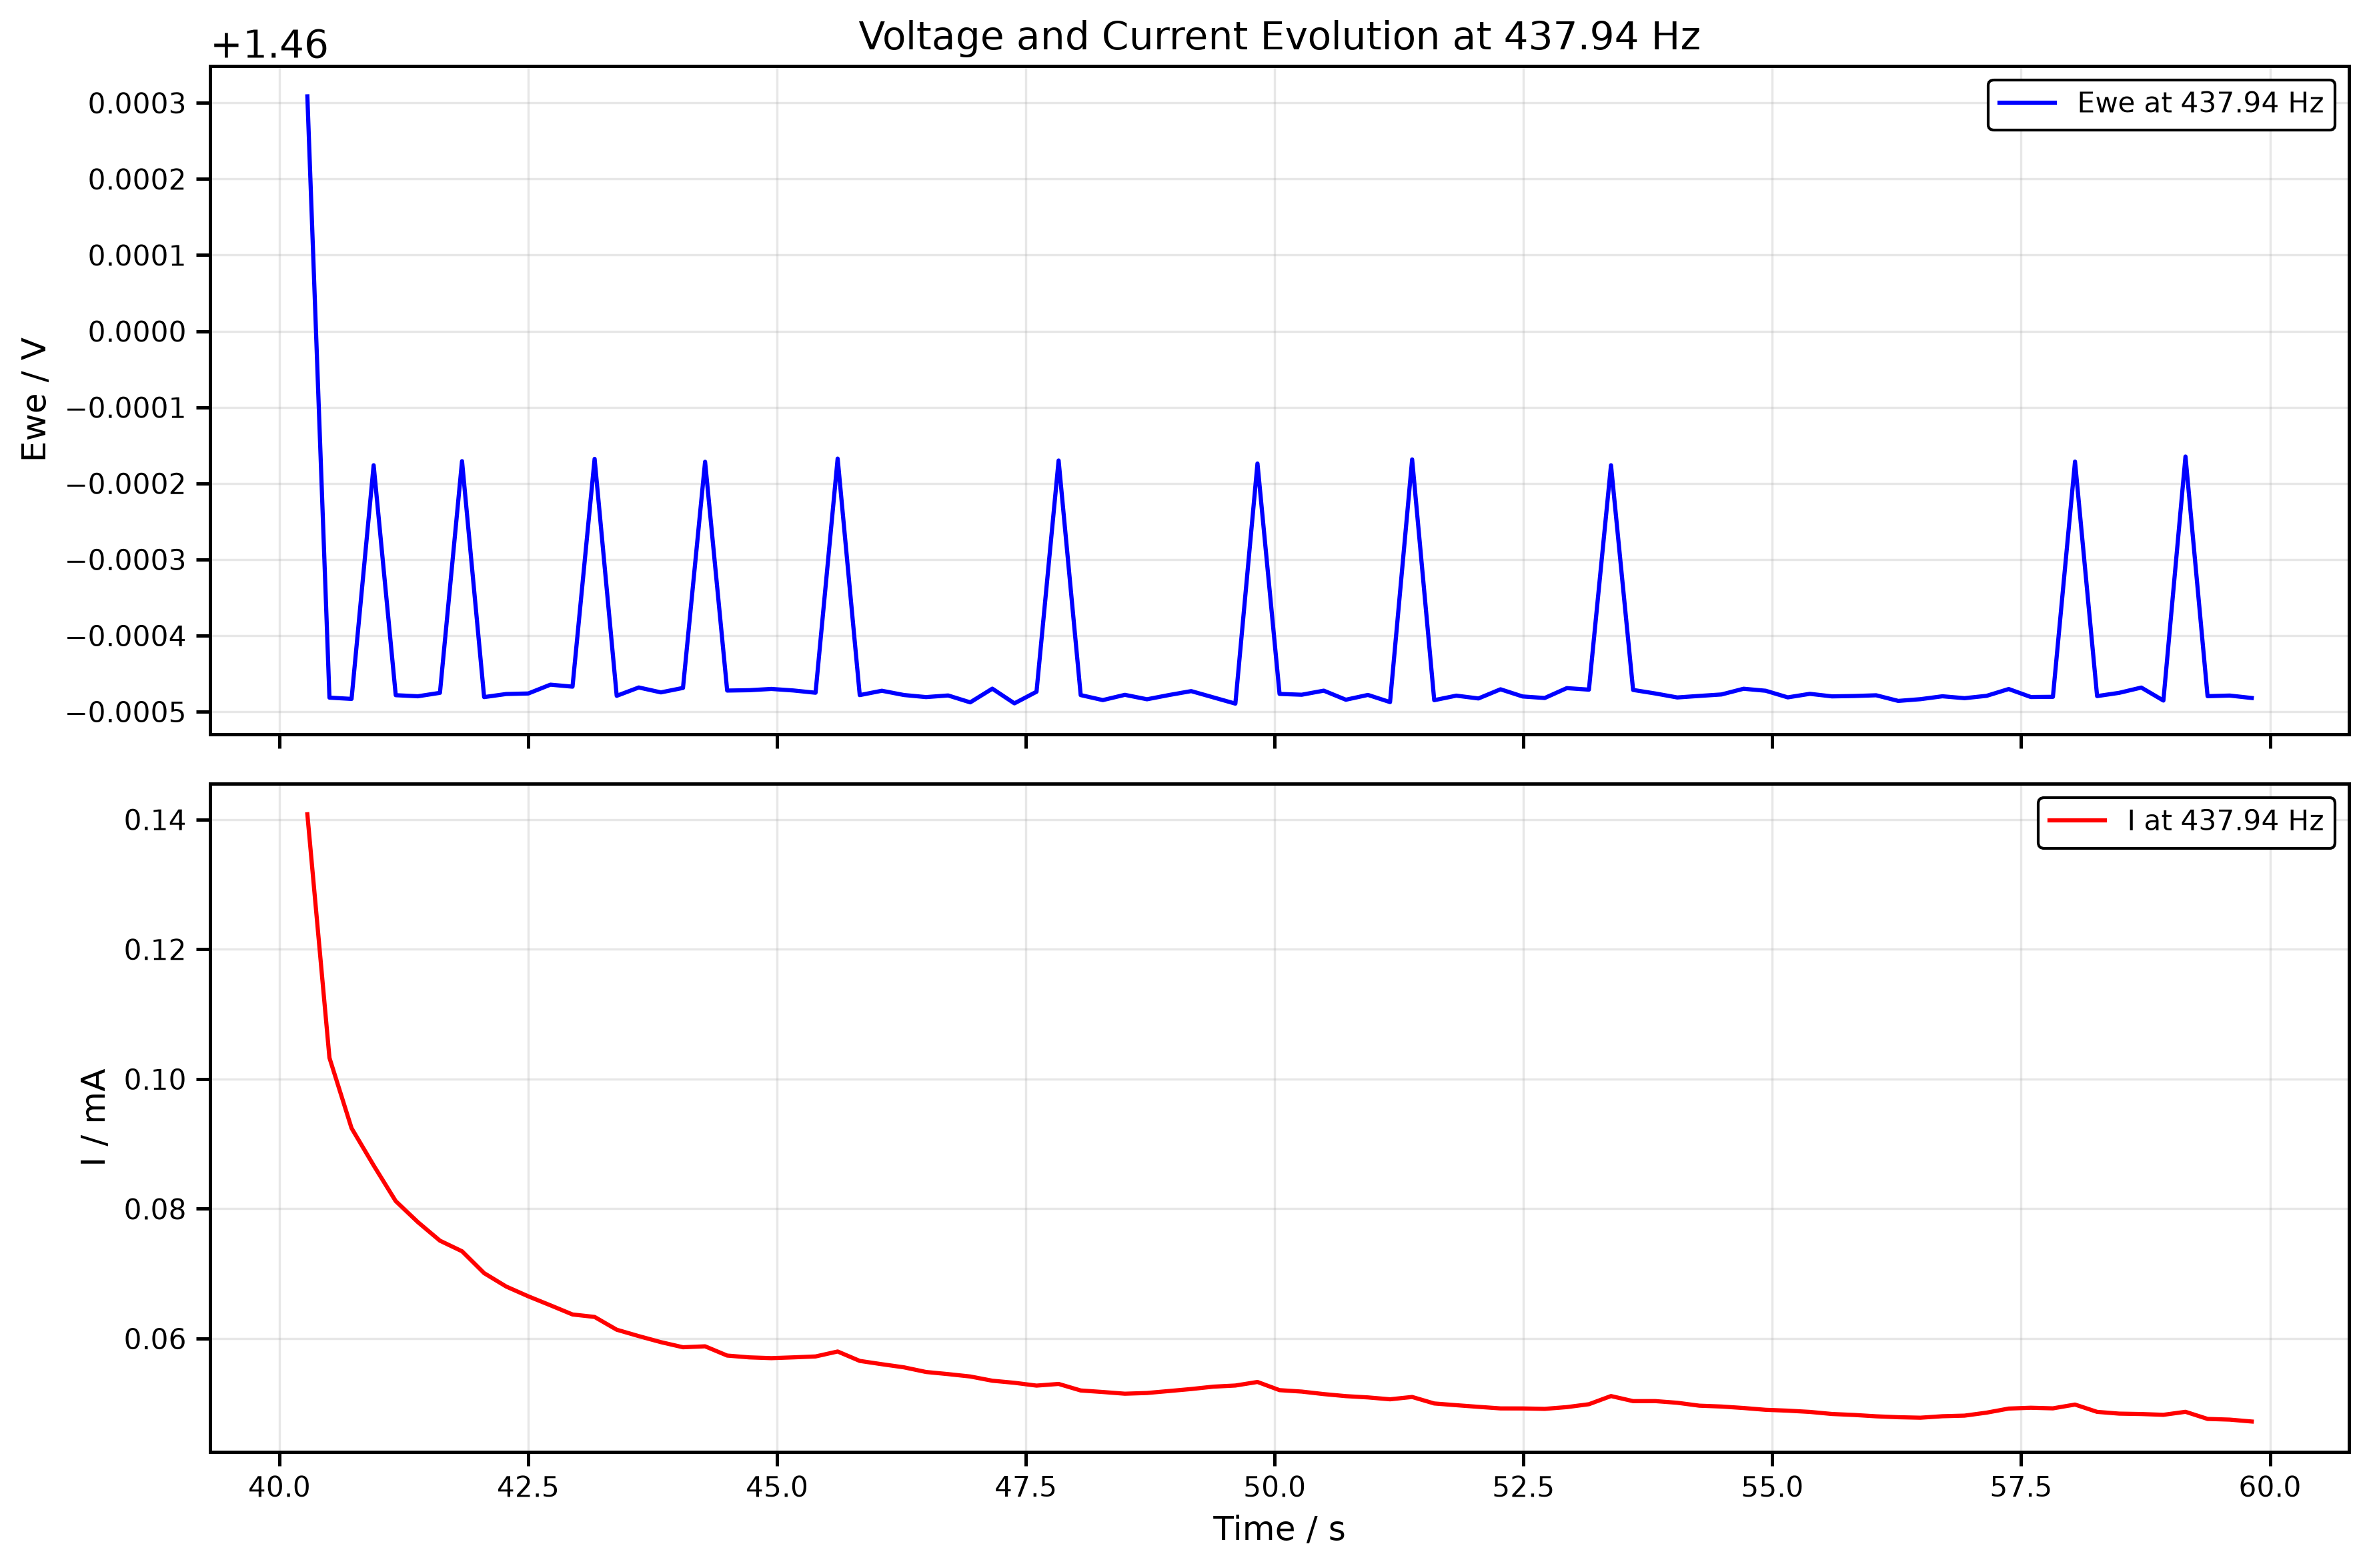 Voltage and Current Evolution at 437.94 Hz
+1.46
Ewe at 437.94 Hz
0.0003
0.0002
0.0001
0.0000
−0.0001
−0.0002
−0.0003
−0.0004
−0.0005
Ewe / V
I at 437.94 Hz
0.14
0.12
0.10
0.08
0.06
I / mA
40.0 42.5 45.0 47.5 50.0 52.5 55.0 57.5 60.0
Time / s